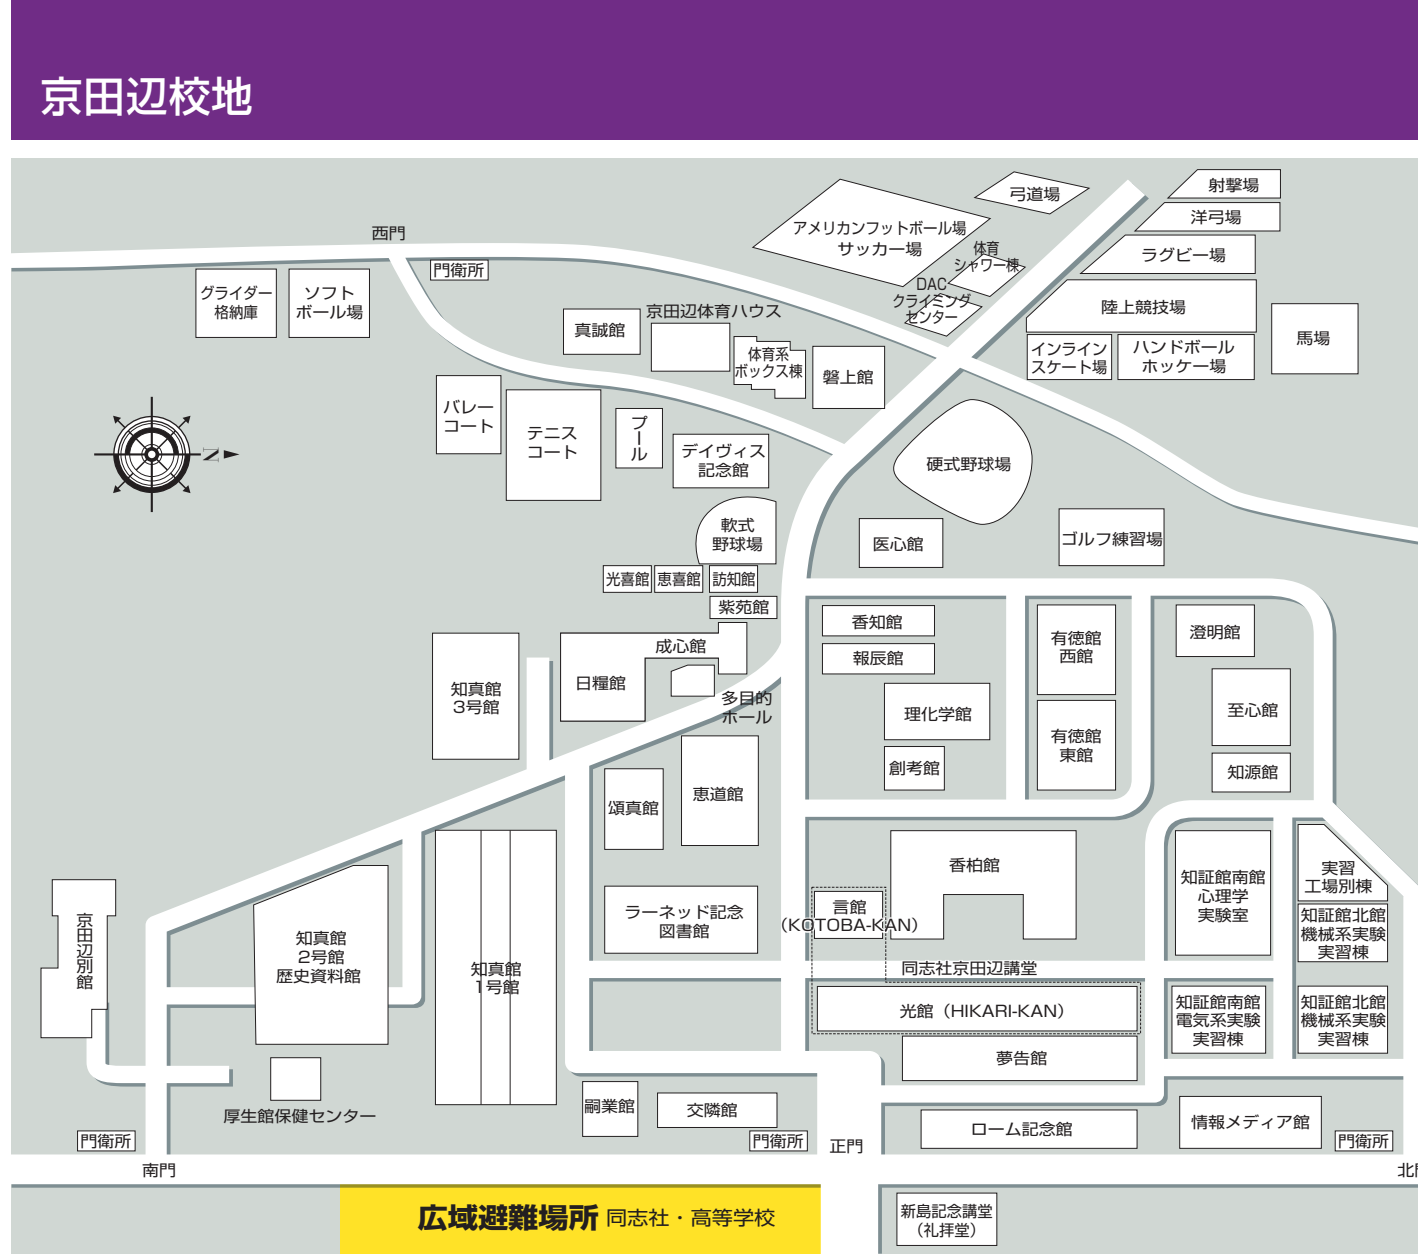 京田辺校地
弓道場
射撃場
洋弓場
アメリカンフットボール場
サッカー場
体育
シャワー棟
ラグビー場
西門
門衛所
グライダー
格納庫
ソフト
ボール場
DAC
クライミング
センター
陸上競技場
馬場
京田辺体育ハウス
真誠館
体育系
ボックス棟
磐上館
インライン
スケート場
ハンドボール
ホッケー場
バレー
コート
テニス
コート
プール
デイヴィス
記念館
硬式野球場
N
軟式
野球場
医心館
ゴルフ練習場
光喜館
恵喜館
訪知館
紫苑館
香知館
報辰館
有徳館
西館
澄明館
成心館
日糧館
知真館
3号館
多目的
ホール
理化学館
有徳館
東館
至心館
創考館
知源館
頌真館
恵道館
香柏館
実習
工場別棟
知証館南館
心理学
実験室
京田辺別館
ラーネッド記念
図書館
言館
(KOTOBA-KAN)
知証館北館
機械系実験
実習棟
知真館
2号館
歴史資料館
知真館
1号館
同志社京田辺講堂
光館(HIKARI-KAN)
知証館南館
電気系実験
実習棟
知証館北館
機械系実験
実習棟
夢告館
厚生館保健センター
嗣業館
交隣館
ローム記念館
情報メディア館
門衛所
門衛所
正門
門衛所
南門
北門
広域避難場所 同志社・高等学校
新島記念講堂
(礼拝堂)